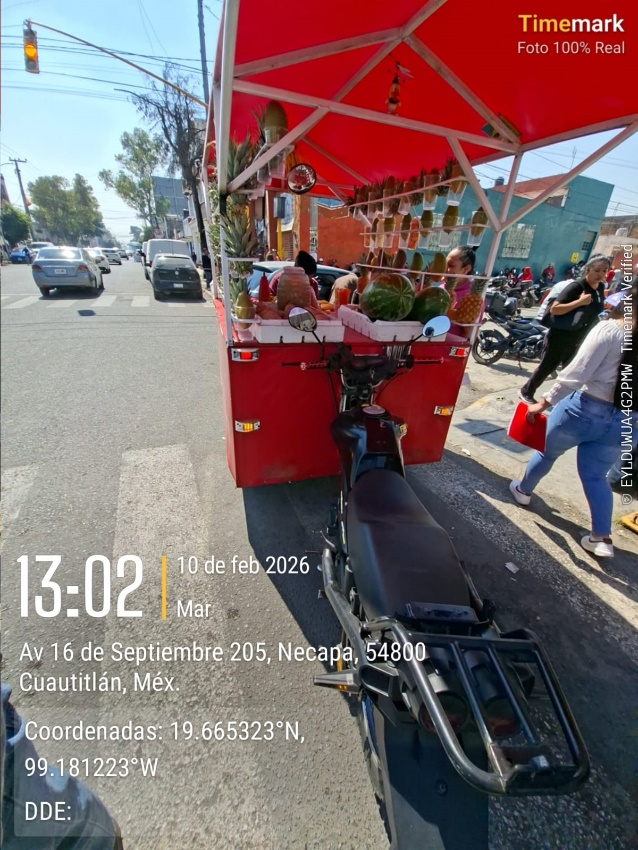 Timemark
Foto 100% Real
© EYLDUWUA4G2PMW Timemark Verified
13:02
10 de feb 2026
Mar
Av 16 de Septiembre 205, Necapa, 54800
Cuautitlán, Méx.
Coordenadas: 19.665323°N,
99.181223°W
DDE: